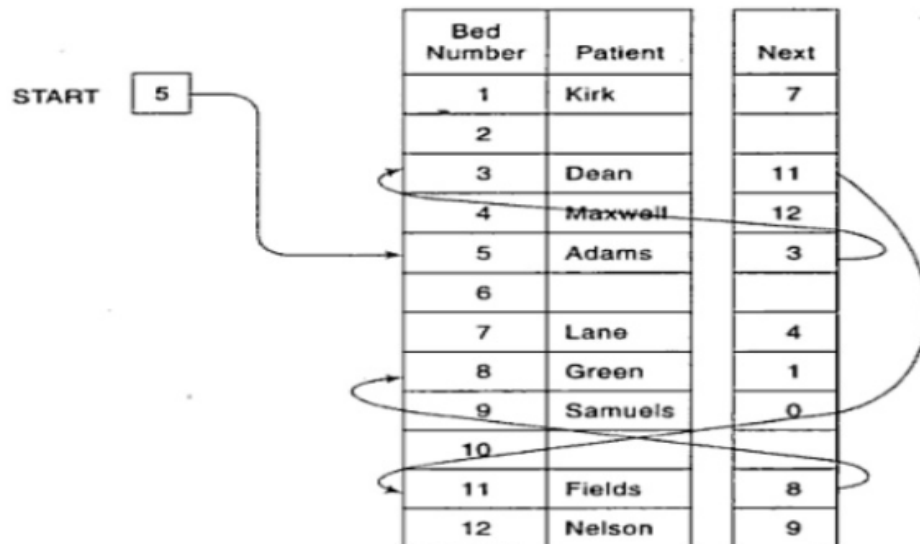 Bed Number Patient Next
START 5
1 Kirk 7
2
3 Dean 11
4 Maxwell 12
5 Adams 3
6
7 Lane 4
8 Green 1
9 Samuels 0
10
11 Fields 8
12 Nelson 9